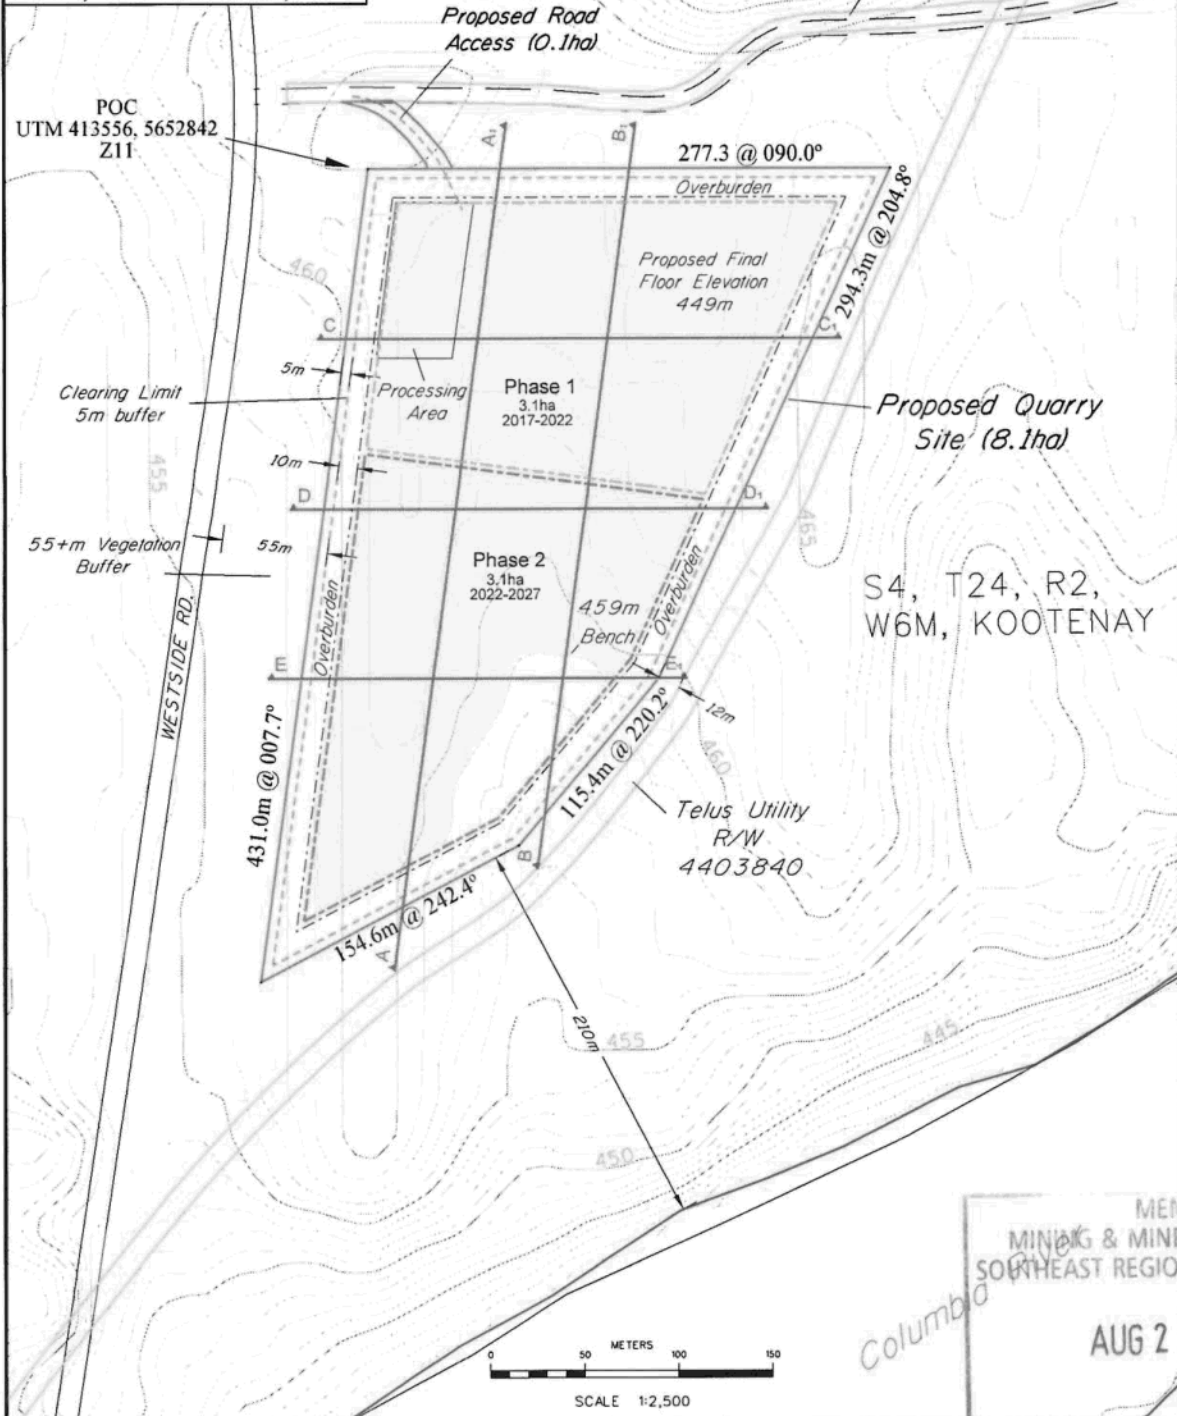 Proposed Road
Access (0.1ha)
POC
UTM 413556, 5652842
Z11
A1
B1
277.3 @ 090.0°
Overburden
294.3m @ 204.8°
Proposed Final
Floor Elevation
449m
460
C
C1
5m
Clearing Limit
5m buffer
Processing
Area
Phase 1
3.1ha
2017-2022
Proposed Quarry
Site (8.1ha)
455
10m
D
D1
465
55+m Vegetation
Buffer
55m
Phase 2
3.1ha
2022-2027
459m
Bench
Overburden
Overburden
S4, T24, R2,
W6M, KOOTENAY
WESTSIDE RD.
E
E1
12m
460
431.0m @ 007.7°
115.4m @ 220.2°
Telus Utility
R/W
4403840
B
154.6m @ 242.4°
A
210m
455
445
450
MINING & MINE
SOUTHEAST REGIO
Columbia River
AUG 2
METERS
0 50 100 150
SCALE 1:2,500